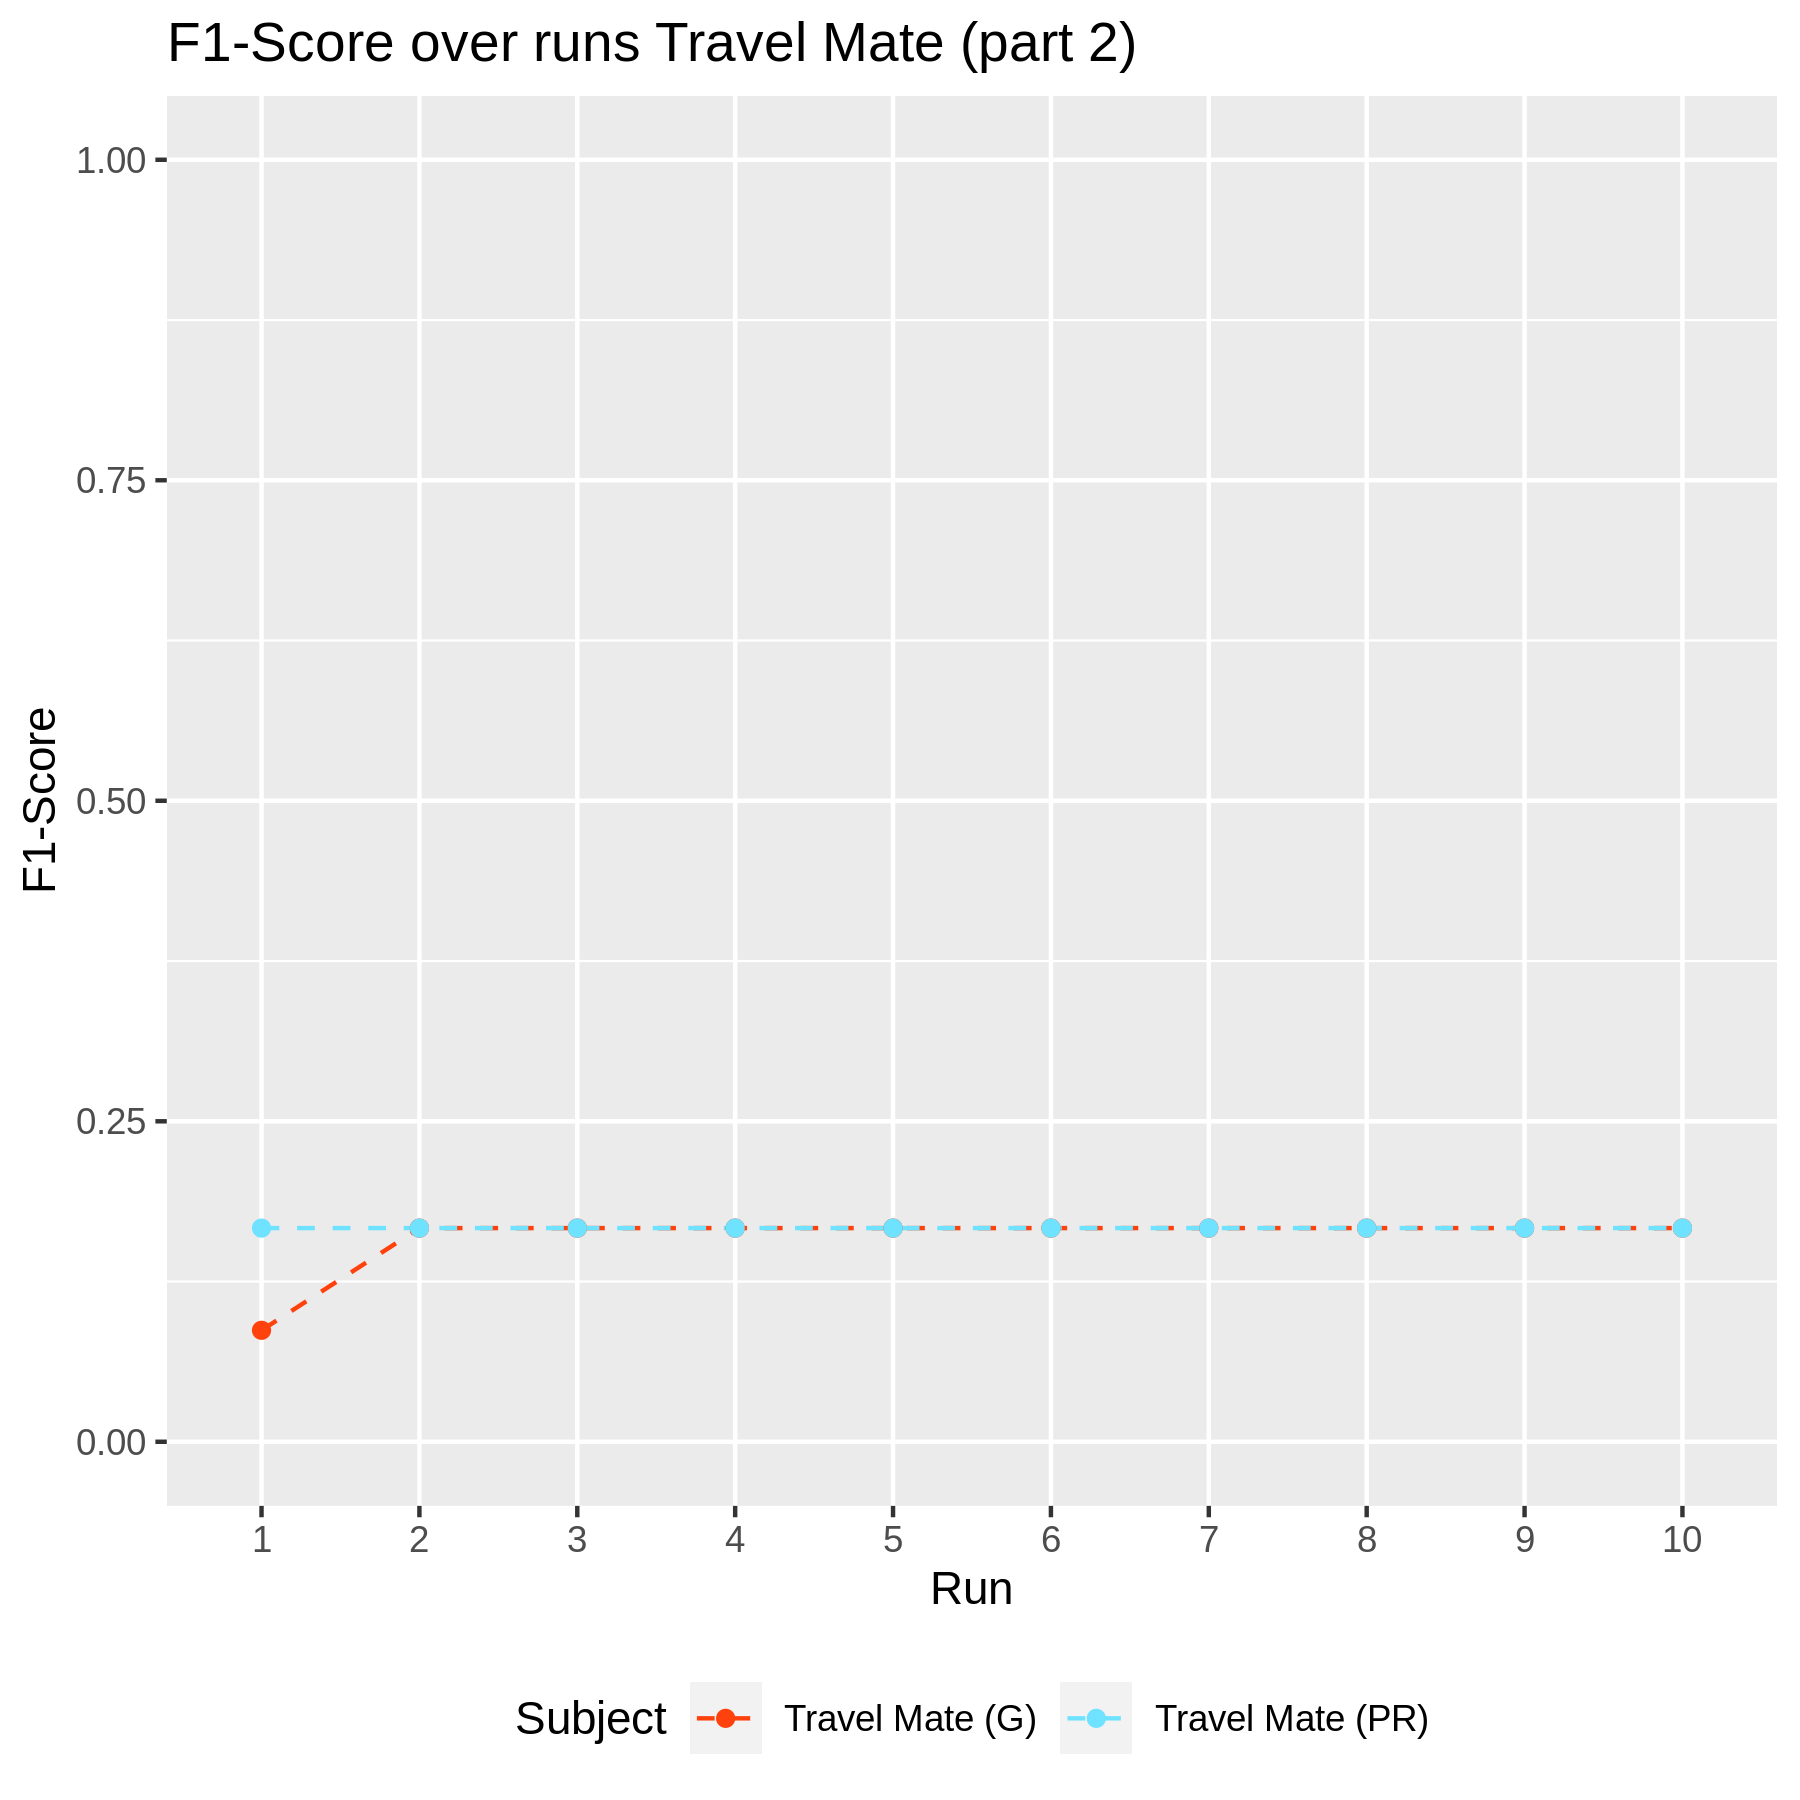 F1-Score over runs Travel Mate (part 2)
F1-Score
1.00
0.75
0.50
0.25
0.00
1 2 3 4 5 6 7 8 9 10
Run
Subject Travel Mate (G) Travel Mate (PR)